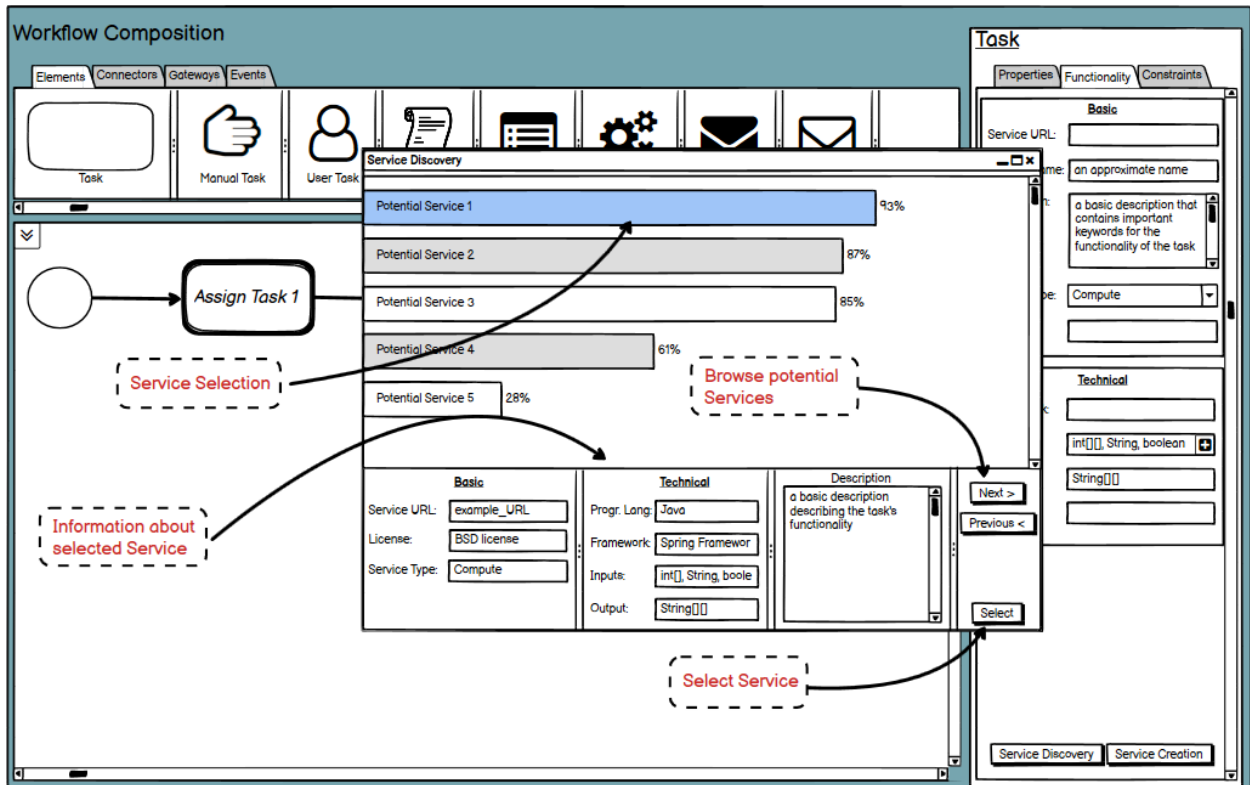 Workflow Composition
Elements
Connectors
Gateways
Events
Task
Manual Task
User Task
Assign Task 1
Service Selection
Information about
selected Service
Service Discovery
Potential Service 1
93%
Potential Service 2
87%
Potential Service 3
85%
Potential Service 4
61%
Potential Service 5
28%
Browse potential
Services
Basic
Service URL:
example_URL
License:
BSD license
Service Type:
Compute
Technical
Progr. Lang:
Java
Framework:
Spring Framewor
Inputs:
int[], String, boole
Output:
String[][]
Description
a basic description
describing the task's
functionality
Next >
Previous <
Select
Select Service
Task
Properties
Functionality
Constraints
Basic
Service URL:
ame:
an approximate name
n:
a basic description that
contains important
keywords for the
functionality of the task
pe:
Compute
Technical
k:
int[][], String, boolean
String[][]
Service Discovery
Service Creation